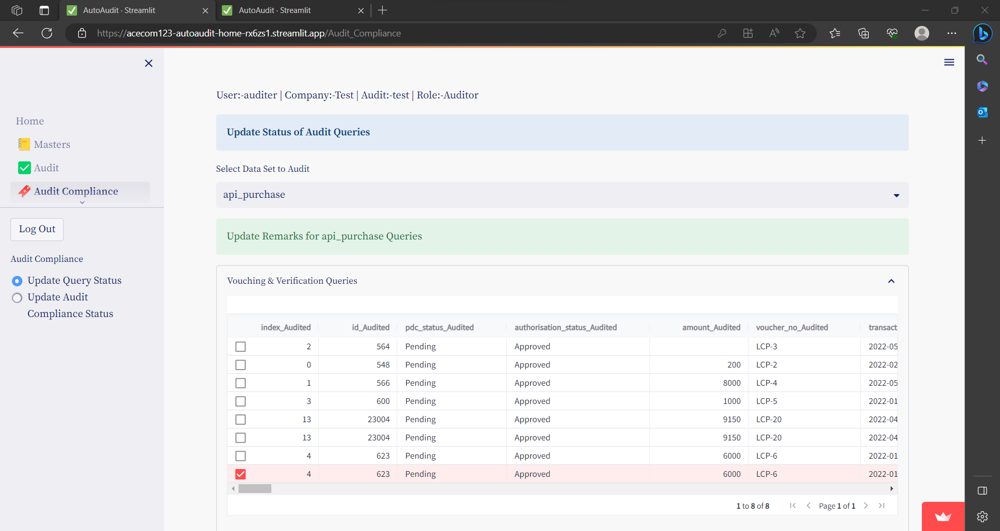 AutoAudit · Streamlit
AutoAudit · Streamlit
https://acecom123-autoaudit-home-rx6zs1.streamlit.app/Audit_Compliance
Home
Masters
Audit
Audit Compliance
Log Out
Audit Compliance
Update Query Status
Update Audit
Compliance Status
User:-auditer | Company:-Test | Audit:-test | Role:-Auditor
Update Status of Audit Queries
Select Data Set to Audit
api_purchase
Update Remarks for api_purchase Queries
Vouching & Verification Queries
index_Audited id_Audited pdc_status_Audited authorisation_status_Audited amount_Audited voucher_no_Audited transact
2 564 Pending Approved LCP-3 2022-05
0 548 Pending Approved 200 LCP-2 2022-02
1 566 Pending Approved 8000 LCP-4 2022-05
3 600 Pending Approved 1000 LCP-5 2022-01
13 23004 Pending Approved 9150 LCP-20 2022-04
13 23004 Pending Approved 9150 LCP-20 2022-04
4 623 Pending Approved 6000 LCP-6 2022-01
4 623 Pending Approved 6000 LCP-6 2022-01
1 to 8 of 8 Page 1 of 1